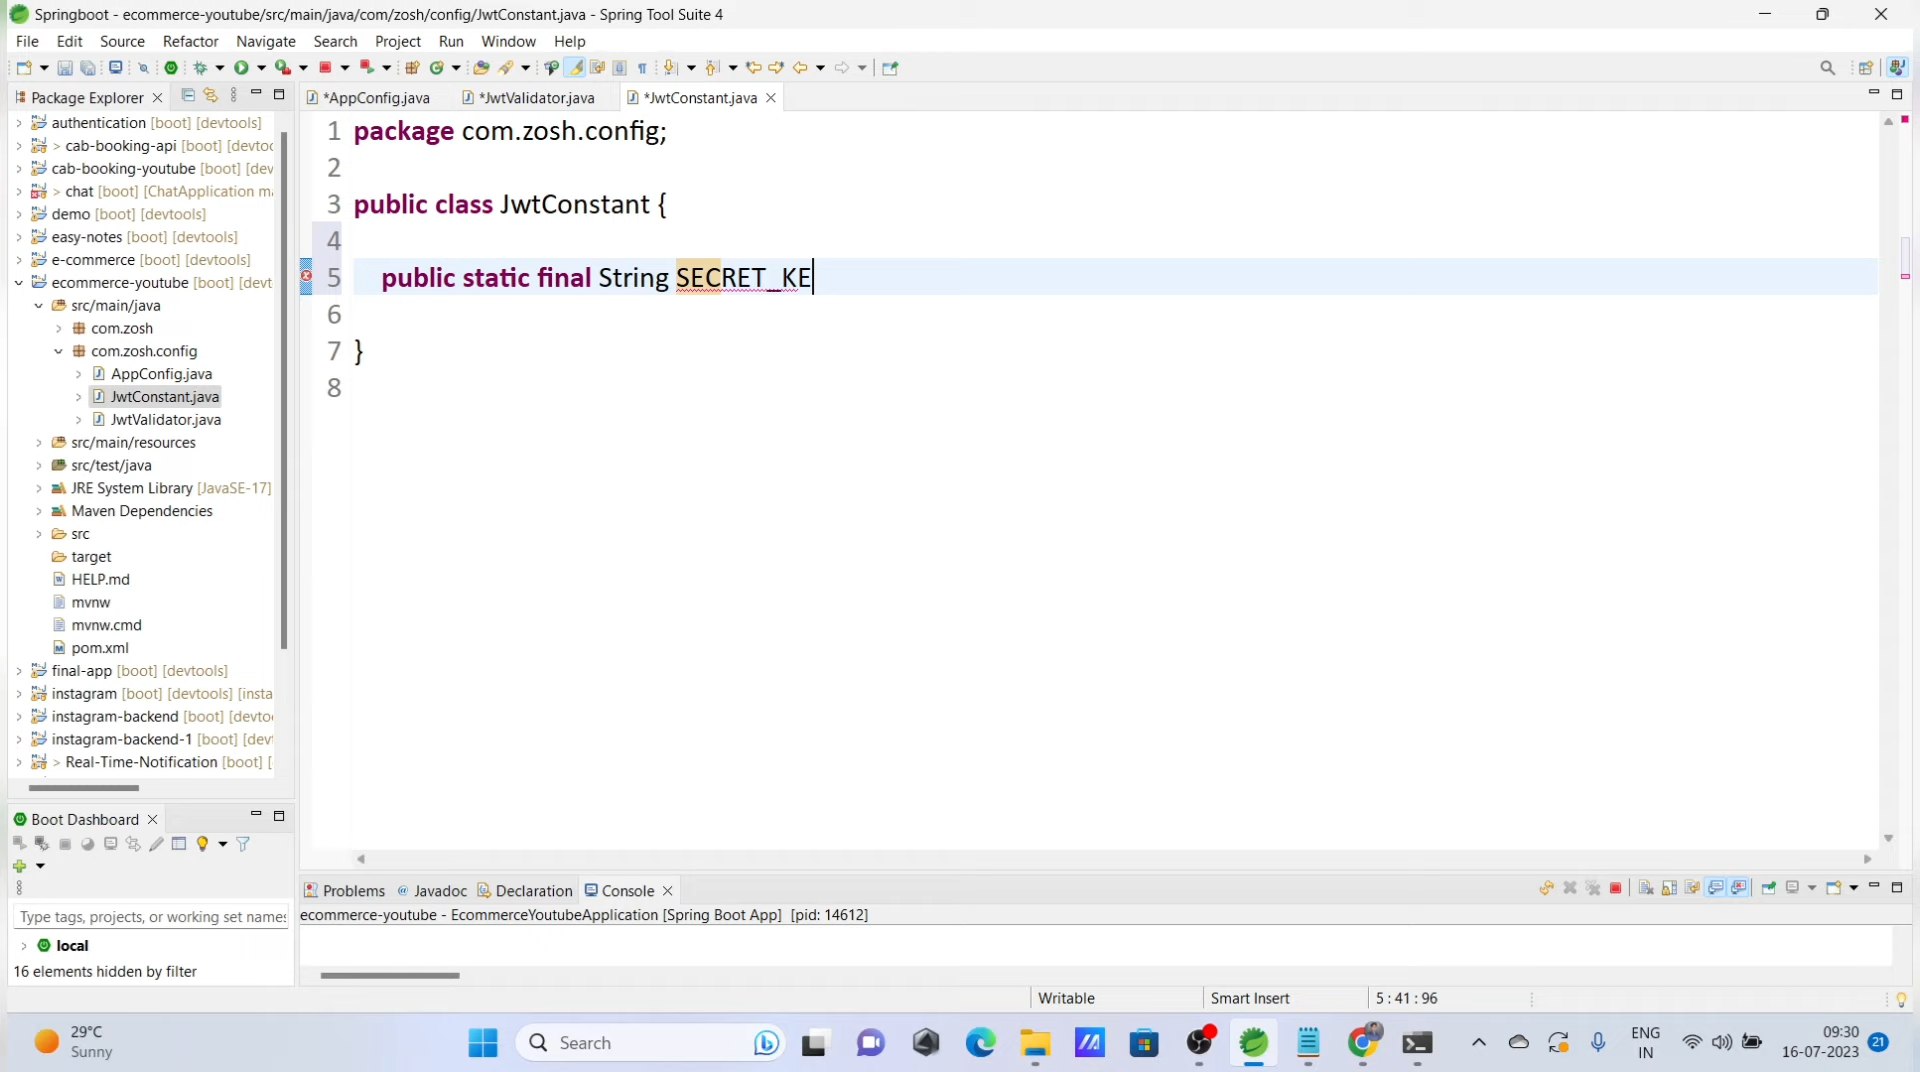 Springboot - ecommerce-youtube/src/main/java/com/zosh/config/JwtConstant.java - Spring Tool Suite 4
File Edit Source Refactor Navigate Search Project Run Window Help
Package Explorer
authentication [boot] [devtools]
> cab-booking-api [boot] [devtoo
cab-booking-youtube [boot] [dev
> chat [boot] [ChatApplication ma
demo [boot] [devtools]
easy-notes [boot] [devtools]
e-commerce [boot] [devtools]
ecommerce-youtube [boot] [devt
src/main/java
com.zosh
com.zosh.config
AppConfig.java
JwtConstant.java
JwtValidator.java
src/main/resources
src/test/java
JRE System Library [JavaSE-17]
Maven Dependencies
src
target
HELP.md
mvnw
mvnw.cmd
pom.xml
final-app [boot] [devtools]
instagram [boot] [devtools] [insta
instagram-backend [boot] [devtoo
instagram-backend-1 [boot] [devt
> Real-Time-Notification [boot] [
*AppConfig.java *JwtValidator.java *JwtConstant.java
1 package com.zosh.config;
2
3 public class JwtConstant {
4
5 public static final String SECRET_KE
6
7 }
8
Boot Dashboard
Type tags, projects, or working set names
local
16 elements hidden by filter
Problems Javadoc Declaration Console
ecommerce-youtube - EcommerceYoutubeApplication [Spring Boot App] [pid: 14612]
Writable Smart Insert 5 : 41 : 96
29°C
Sunny
Search
ENG
IN
09:30
16-07-2023
21